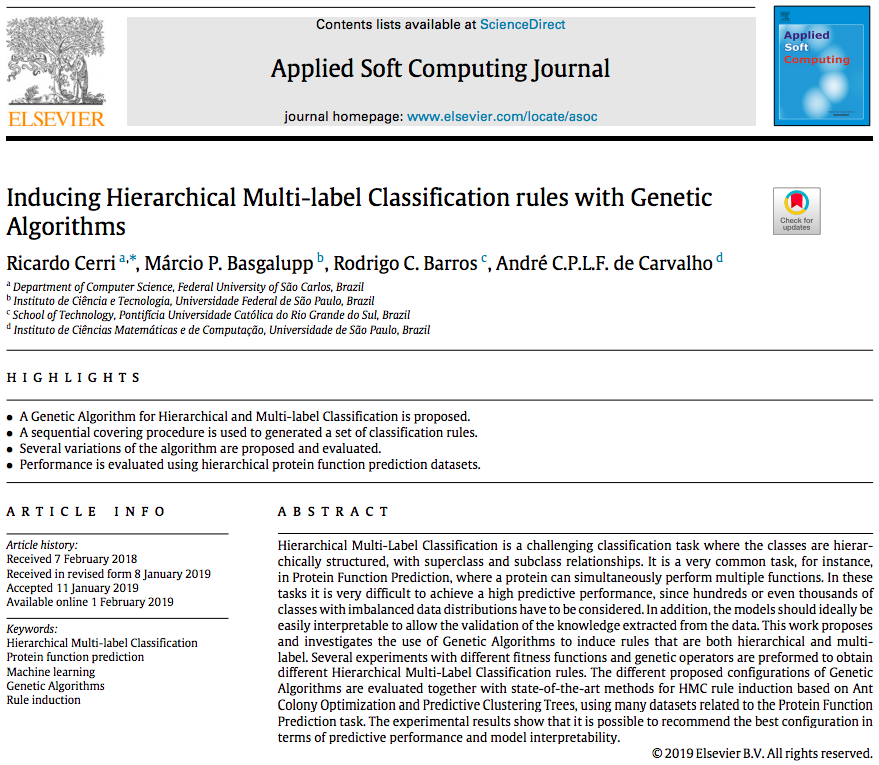 Contents lists available at ScienceDirect
Applied Soft Computing Journal
journal homepage: www.elsevier.com/locate/asoc
ELSEVIER
Applied
Soft
Computing
Inducing Hierarchical Multi-label Classification rules with Genetic
Algorithms
Check for
updates
Ricardo Cerri a,*, Márcio P. Basgalupp b, Rodrigo C. Barros c, André C.P.L.F. de Carvalho d
a Department of Computer Science, Federal University of São Carlos, Brazil
b Instituto de Ciência e Tecnologia, Universidade Federal de São Paulo, Brazil
c School of Technology, Pontifícia Universidade Católica do Rio Grande do Sul, Brazil
d Instituto de Ciências Matemáticas e de Computação, Universidade de São Paulo, Brazil
HIGHLIGHTS
• A Genetic Algorithm for Hierarchical and Multi-label Classification is proposed.
• A sequential covering procedure is used to generated a set of classification rules.
• Several variations of the algorithm are proposed and evaluated.
• Performance is evaluated using hierarchical protein function prediction datasets.
ARTICLE INFO
Article history:
Received 7 February 2018
Received in revised form 8 January 2019
Accepted 11 January 2019
Available online 1 February 2019
Keywords:
Hierarchical Multi-label Classification
Protein function prediction
Machine learning
Genetic Algorithms
Rule induction
ABSTRACT
Hierarchical Multi-Label Classification is a challenging classification task where the classes are hierar-
chically structured, with superclass and subclass relationships. It is a very common task, for instance,
in Protein Function Prediction, where a protein can simultaneously perform multiple functions. In these
tasks it is very difficult to achieve a high predictive performance, since hundreds or even thousands of
classes with imbalanced data distributions have to be considered. In addition, the models should ideally be
easily interpretable to allow the validation of the knowledge extracted from the data. This work proposes
and investigates the use of Genetic Algorithms to induce rules that are both hierarchical and multi-
label. Several experiments with different fitness functions and genetic operators are preformed to obtain
different Hierarchical Multi-Label Classification rules. The different proposed configurations of Genetic
Algorithms are evaluated together with state-of-the-art methods for HMC rule induction based on Ant
Colony Optimization and Predictive Clustering Trees, using many datasets related to the Protein Function
Prediction task. The experimental results show that it is possible to recommend the best configuration in
terms of predictive performance and model interpretability.
© 2019 Elsevier B.V. All rights reserved.